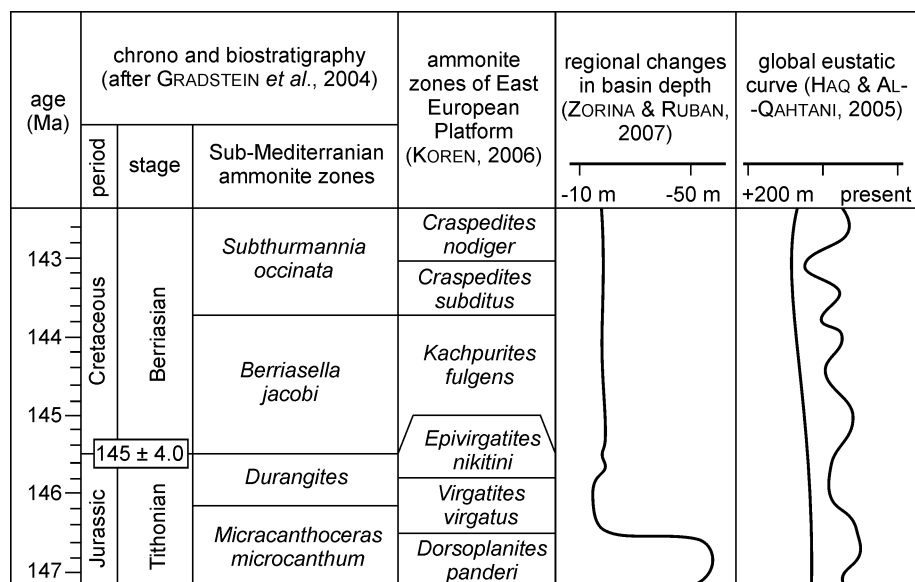 age
(Ma)
chrono and biostratigraphy
(after GRADSTEIN et al., 2004)
period
stage
Sub-Mediterranian
ammonite zones
ammonite
zones of East
European
Platform
(KOREN, 2006)
regional changes
in basin depth
(ZORINA & RUBAN,
2007)
-10 m
-50 m
global eustatic
curve (HAQ & AL-
-QAHTANI, 2005)
+200 m
present
143
144
145
146
147
Cretaceous
Jurassic
145 ± 4.0
Berriasian
Tithonian
Subthurmannia
occinata
Berriasella
jacobi
Durangites
Micracanthoceras
microcanthum
Craspedites
nodiger
Craspedites
subditus
Kachpurites
fulgens
Epivirgatites
nikitini
Virgatites
virgatus
Dorsoplanites
panderi